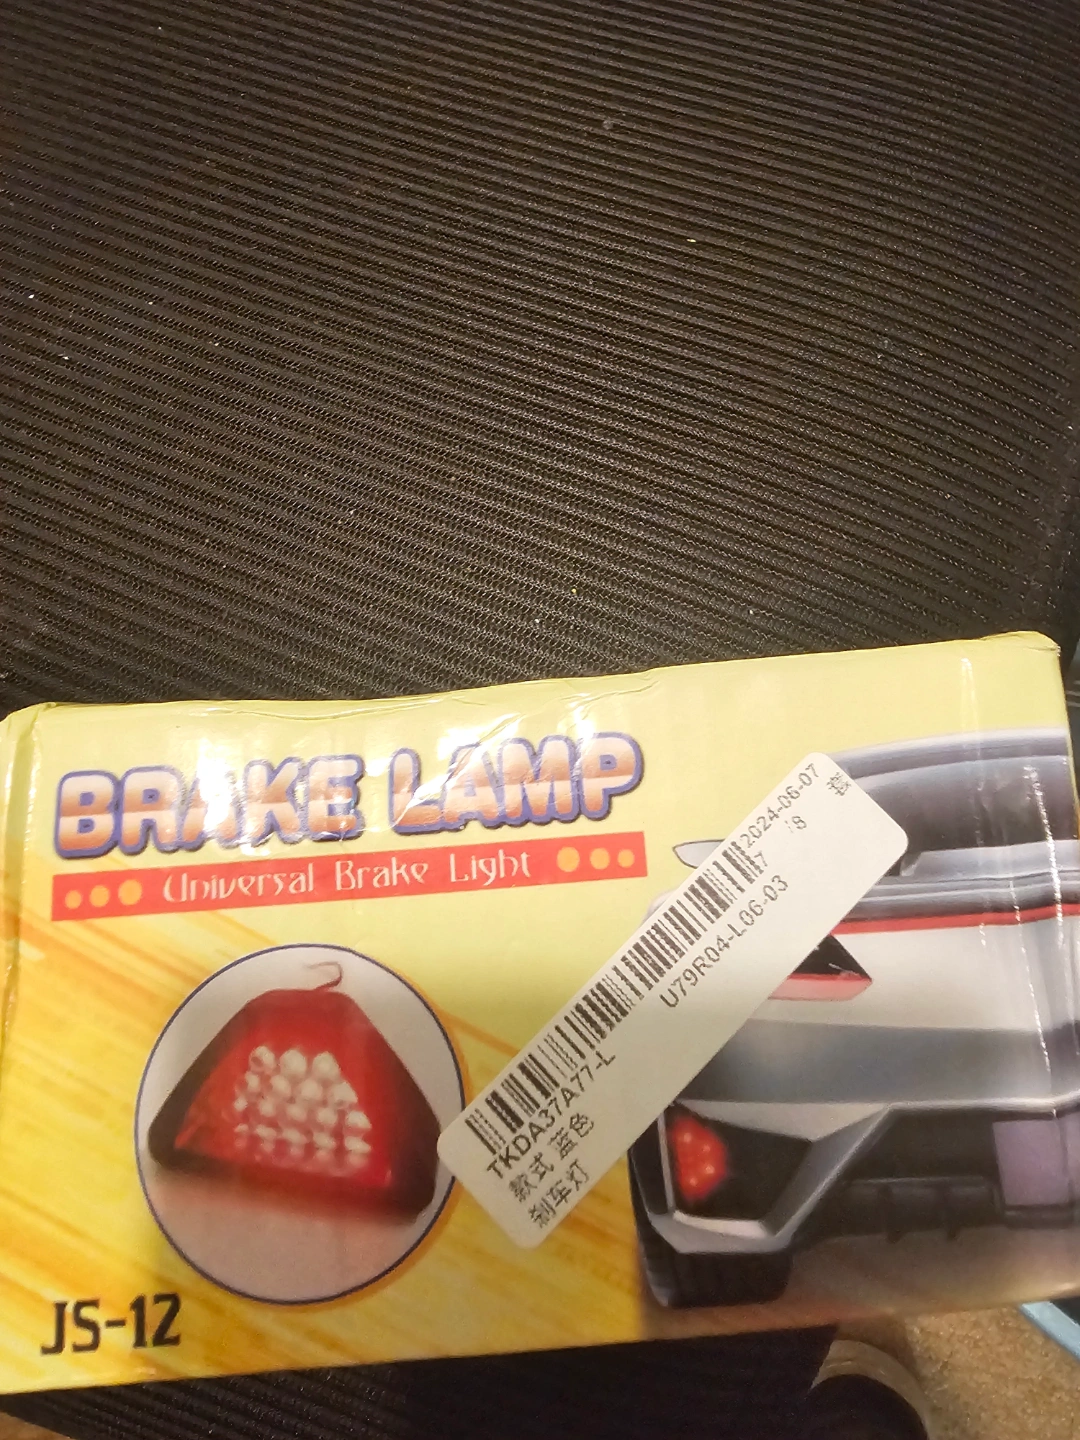 BRAKE LAMP
Universal Brake Light
JS-12
2024-06-07
U79R04-L06-03
TKDA37A77-L
款式 蓝色
刹车灯